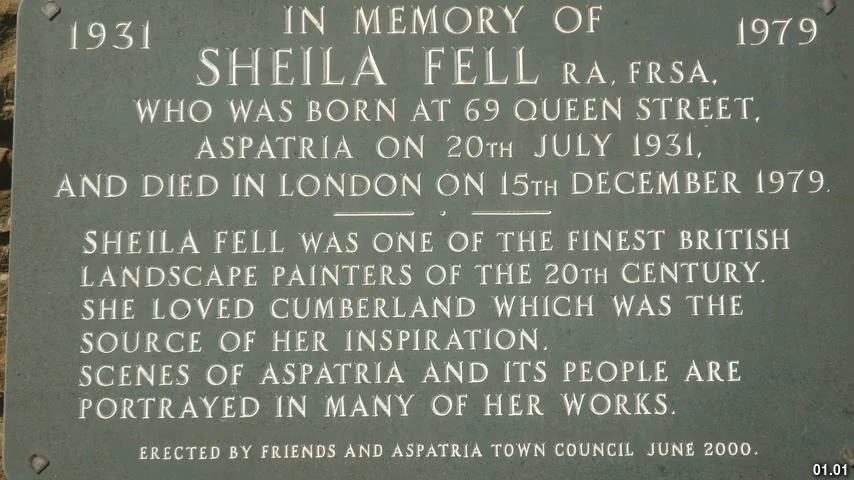 1931 IN MEMORY OF 1979
SHEILA FELL RA, FRSA,
WHO WAS BORN AT 69 QUEEN STREET,
ASPATRIA ON 20TH JULY 1931,
AND DIED IN LONDON ON 15TH DECEMBER 1979.
SHEILA FELL WAS ONE OF THE FINEST BRITISH
LANDSCAPE PAINTERS OF THE 20TH CENTURY.
SHE LOVED CUMBERLAND WHICH WAS THE
SOURCE OF HER INSPIRATION.
SCENES OF ASPATRIA AND ITS PEOPLE ARE
PORTRAYED IN MANY OF HER WORKS.
ERECTED BY FRIENDS AND ASPATRIA TOWN COUNCIL JUNE 2000.
01.01